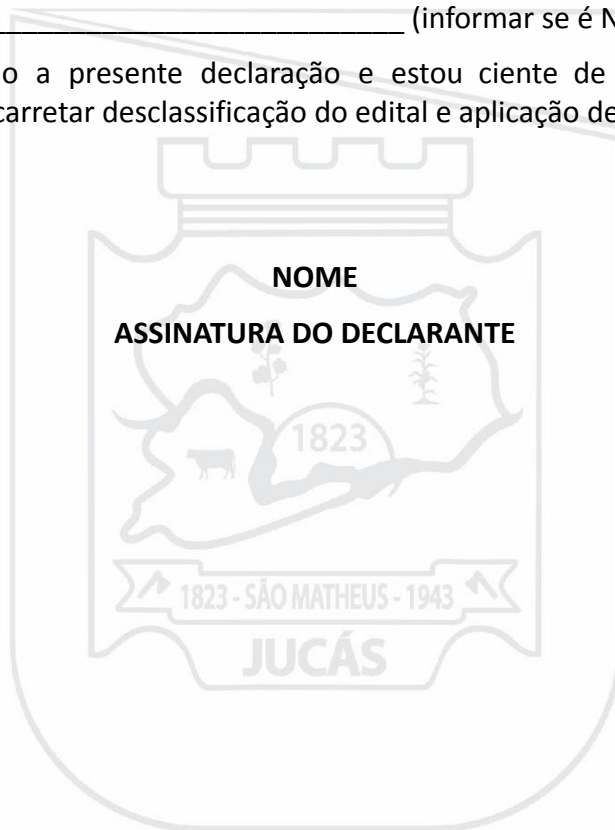 ____________________________ (informar se é N
o a presente declaração e estou ciente de
carretar desclassificação do edital e aplicação de
NOME
ASSINATURA DO DECLARANTE
1823
1823 - SÃO MATHEUS - 1943
JUCÁS